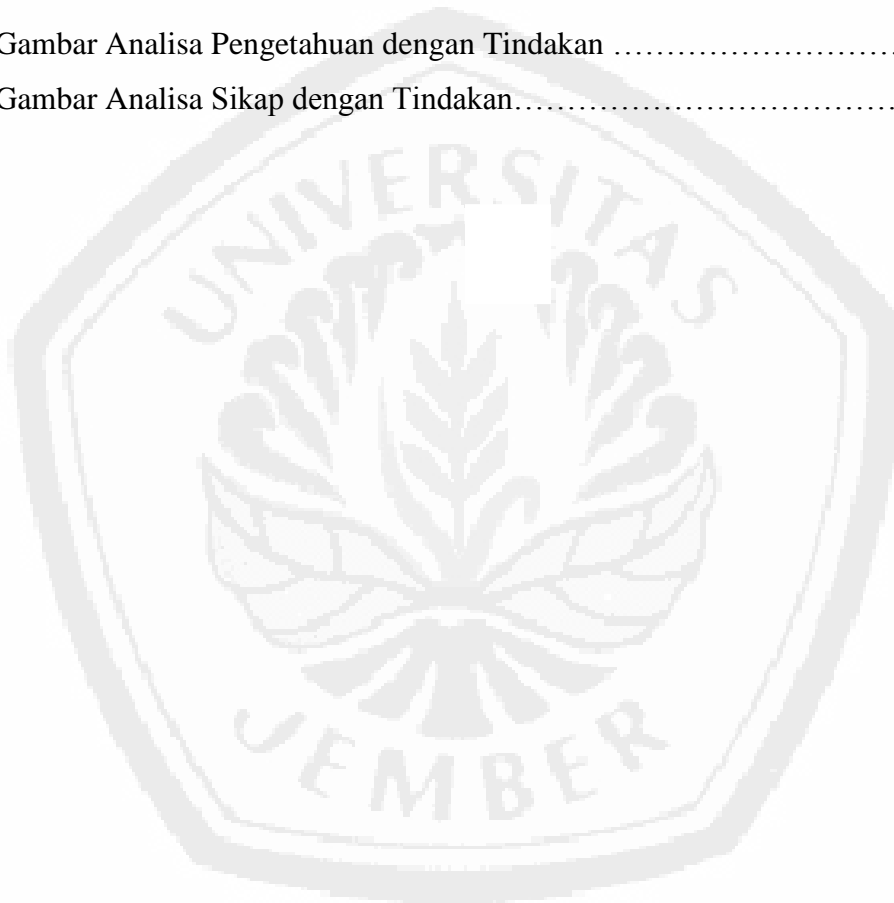 Gambar Analisa Pengetahuan dengan Tindakan ……………………….
Gambar Analisa Sikap dengan Tindakan……………………………….
UNIVERSITAS
JEMBER